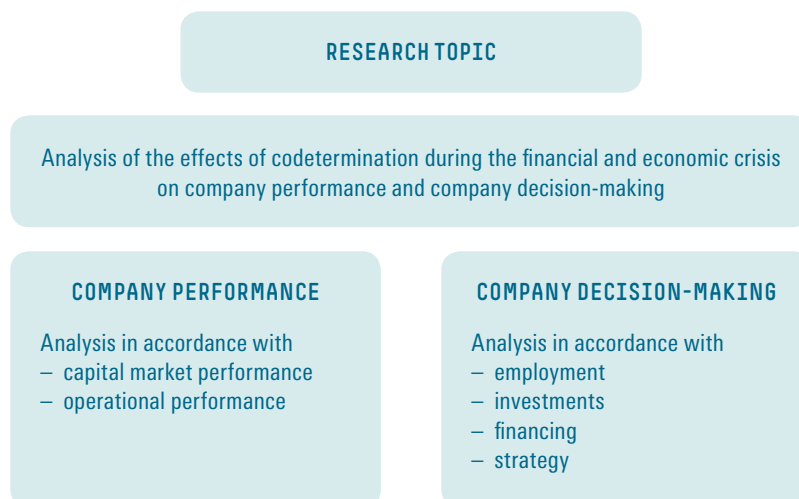 RESEARCH TOPIC
Analysis of the effects of codetermination during the financial and economic crisis
on company performance and company decision-making
COMPANY PERFORMANCE
Analysis in accordance with
– capital market performance
– operational performance
COMPANY DECISION-MAKING
Analysis in accordance with
– employment
– investments
– financing
– strategy